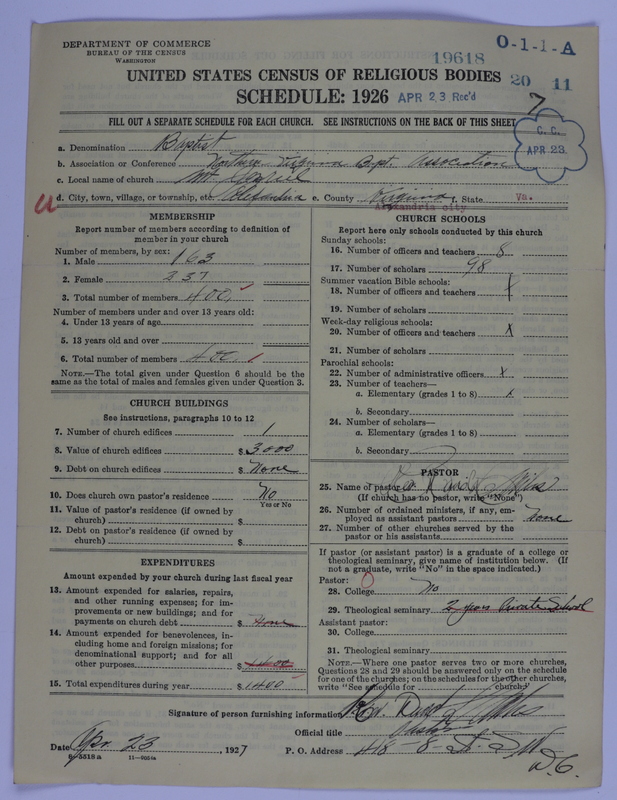 DEPARTMENT OF COMMERCE
BUREAU OF THE CENSUS
WASHINGTON
19618
O-1-1-A
UNITED STATES CENSUS OF RELIGIOUS BODIES
20 11
SCHEDULE: 1926
APR 23 Rec'd
7
FILL OUT A SEPARATE SCHEDULE FOR EACH CHURCH. SEE INSTRUCTIONS ON THE BACK OF THIS SHEET
C. C.
APR 23
a. Denomination Baptist
b. Association or Conference Northern Virginia Bapt. Association
c. Local name of church Mt.
d. City, town, village, or township, etc. Alexandria e. County Virginia f. State Va.
Alexandria city
MEMBERSHIP
Report number of members according to definition of member in your church
Number of members, by sex:
1. Male 163
2. Female 237
3. Total number of members 400
Number of members under and over 13 years old:
4. Under 13 years of age
5. 13 years old and over
6. Total number of members 400
NOTE.—The total given under Question 6 should be
same as the total of males and females given under Question 3.
CHURCH BUILDINGS
See instructions, paragraphs 10 to 12
7. Number of church edifices 1
8. Value of church edifices $ 3000
9. Debt on church edifices $ None
10. Does church own pastor's residence No
Yes or No
11. Value of pastor's residence (if owned by
church) $
12. Debt on pastor's residence (if owned by
church) $
EXPENDITURES
Amount expended by your church during last fiscal year
13. Amount expended for salaries, repairs,
and other running expenses; for im-
provements or new buildings; and for
payments on church debt $ None
14. Amount expended for benevolences, in-
cluding home and foreign missions; for
denominational support; and for all
other purposes $ 1400
15. Total expenditures during year $ 1400
CHURCH SCHOOLS
Report here only schools conducted by this church
Sunday schools:
16. Number of officers and teachers 8
17. Number of scholars 98
Summer vacation Bible schools:
18. Number of officers and teachers x
19. Number of scholars
Week-day religious schools:
20. Number of officers and teachers x
21. Number of scholars
Parochial schools:
22. Number of administrative officers x
23. Number of teachers—
a. Elementary (grades 1 to 8) x
b. Secondary
24. Number of scholars—
a. Elementary (grades 1 to 8)
b. Secondary
PASTOR
25. Name of pastor
(If church has no pastor, write "None")
26. Number of ordained ministers, if any, em-
ployed as assistant pastors None
27. Number of other churches served by the
pastor or his assistants
If pastor (or assistant pastor) is a graduate of a college or
theological seminary, give name of institution below. (If
not a graduate, write "No" in the space indicated.)
Pastor: 0
28. College No
29. Theological seminary 2 years Private School
Assistant pastor:
30. College
31. Theological seminary
NOTE.—Where one pastor serves two or more churches,
Questions 28 and 29 should be answered only on the schedule
for one of the churches; on the schedules for the other churches,
write "See schedule for church"
Signature of person furnishing information Rev.
Official title Pastor
Date Apr. 23, 1927 P. O. Address 418 - 8 - St. S.W.
D.C.
8-5518 a